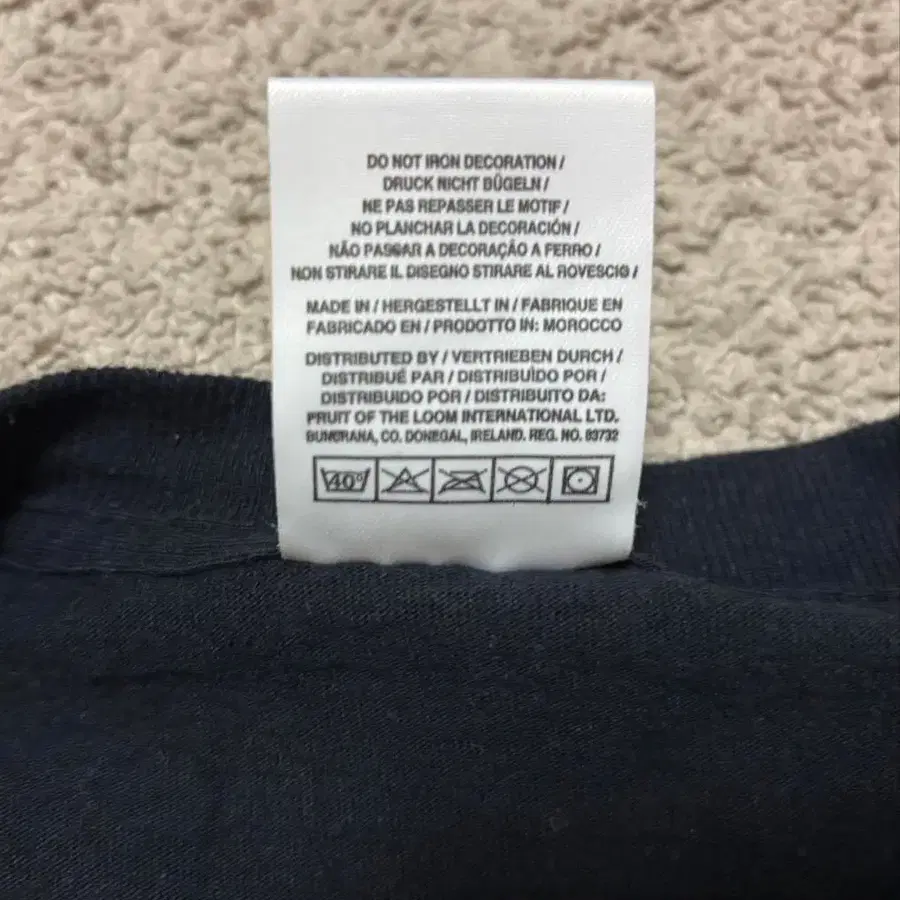 DO NOT IRON DECORATION /
DRUCK NICHT BÜGELN /
NE PAS REPASSER LE MOTIF /
NO PLANCHAR LA DECORACIÓN /
NÃO PASSAR A DECORAÇÃO A FERRO /
NON STIRARE IL DISEGNO STIRARE AL ROVESCIO /
MADE IN / HERGESTELLT IN / FABRIQUE EN
FABRICADO EN / PRODOTTO IN: MOROCCO
DISTRIBUTED BY / VERTRIEBEN DURCH /
DISTRIBUÉ PAR / DISTRIBUÌDO POR /
DISTRIBUIDO POR / DISTRIBUITO DA:
FRUIT OF THE LOOM INTERNATIONAL LTD.
BUNCRANA, CO. DONEGAL, IRELAND. REG. NO. 83732
40°